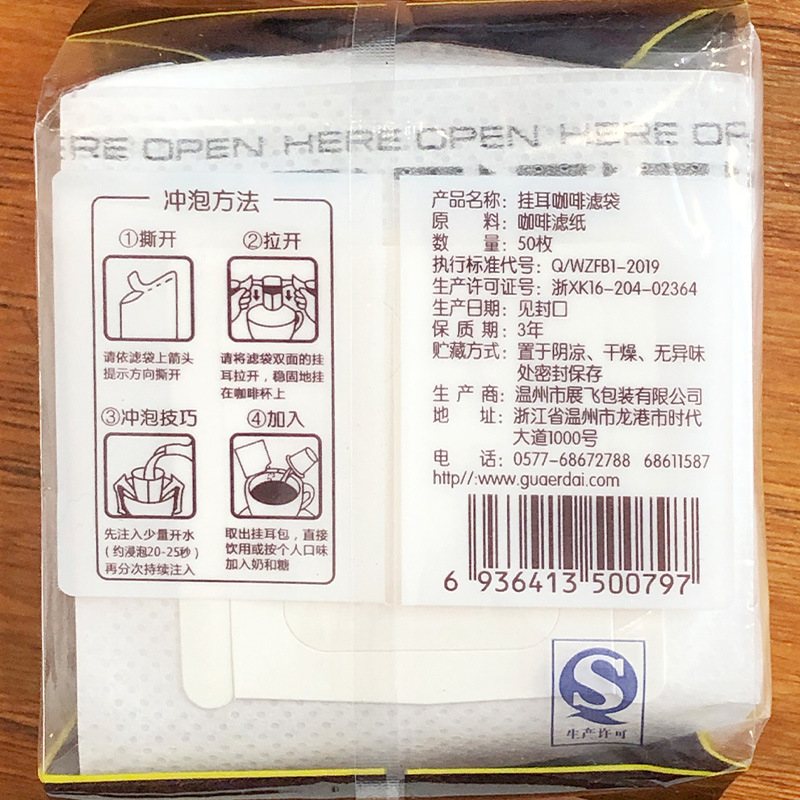 ERE OPEN HERE OPEN HERE OP
冲泡方法
①撕开
请依滤袋上箭头
提示方向撕开
②拉开
请将滤袋双面的挂
耳拉开，稳固地挂
在咖啡杯上
③冲泡技巧
先注入少量开水
（约浸泡20-25秒）
再分次持续注入
④加入
取出挂耳包，直接
饮用或按个人口味
加入奶和糖
产品名称：挂耳咖啡滤袋
原 料：咖啡滤纸
数 量：50枚
执行标准代号：Q/WZFB1-2019
生产许可证号：浙XK16-204-02364
生产日期：见封口
保 质 期：3年
贮藏方式：置于阴凉、干燥、无异味
处密封保存
生 产 商：温州市展飞包装有限公司
地 址：浙江省温州市龙港市时代
大道1000号
电 话：0577-68672788 68611587
http//:www.guaerdai.com
6 936413 500797
生产许可